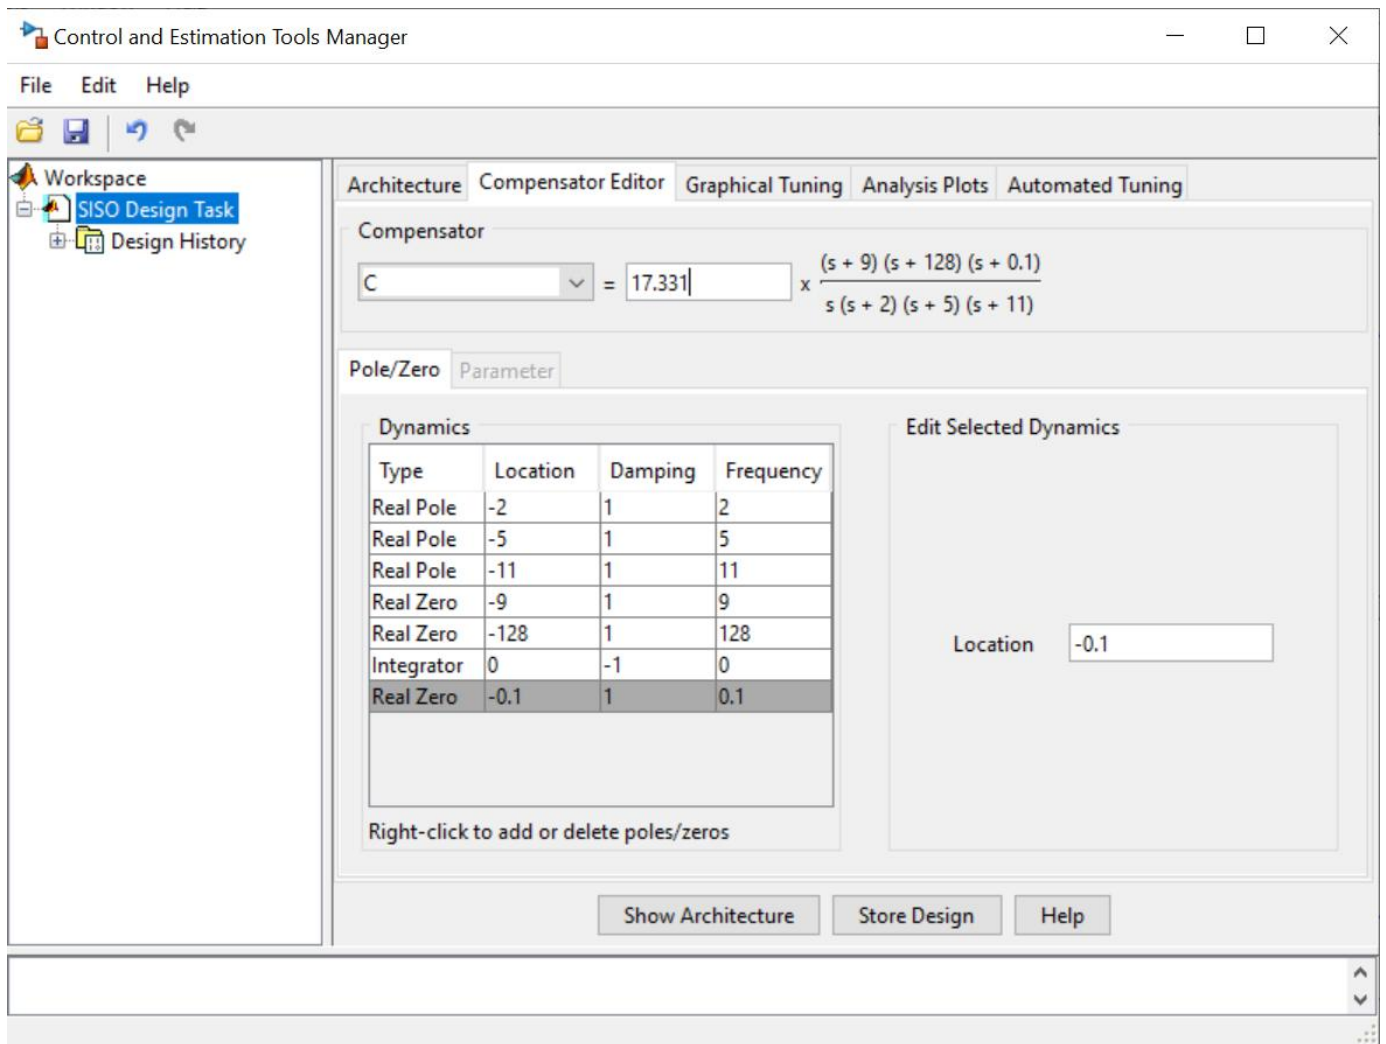 Control and Estimation Tools Manager
File Edit Help
Workspace
SISO Design Task
Design History
Architecture Compensator Editor Graphical Tuning Analysis Plots Automated Tuning
Compensator
C = 17.331 x (s + 9) (s + 128) (s + 0.1)
s (s + 2) (s + 5) (s + 11)
Pole/Zero Parameter
Dynamics
Type Location Damping Frequency
Real Pole -2 1 2
Real Pole -5 1 5
Real Pole -11 1 11
Real Zero -9 1 9
Real Zero -128 1 128
Integrator 0 -1 0
Real Zero -0.1 1 0.1
Right-click to add or delete poles/zeros
Edit Selected Dynamics
Location -0.1
Show Architecture Store Design Help